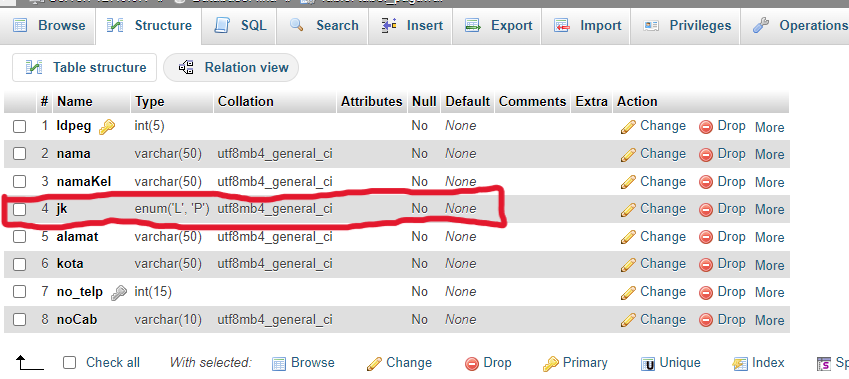 Browse Structure SQL Search Insert Export Import Privileges Operations
Table structure Relation view
# Name Type Collation Attributes Null Default Comments Extra Action
1 Idpeg int(5) No None Change Drop More
2 nama varchar(50) utf8mb4_general_ci No None Change Drop More
3 namaKel varchar(50) utf8mb4_general_ci No None Change Drop More
4 jk enum('L', 'P') utf8mb4_general_ci No None Change Drop More
5 alamat varchar(50) utf8mb4_general_ci No None Change Drop More
6 kota varchar(50) utf8mb4_general_ci No None Change Drop More
7 no_telp int(15) No None Change Drop More
8 noCab varchar(10) utf8mb4_general_ci No None Change Drop More
Check all With selected: Browse Change Drop Primary Unique Index Sp